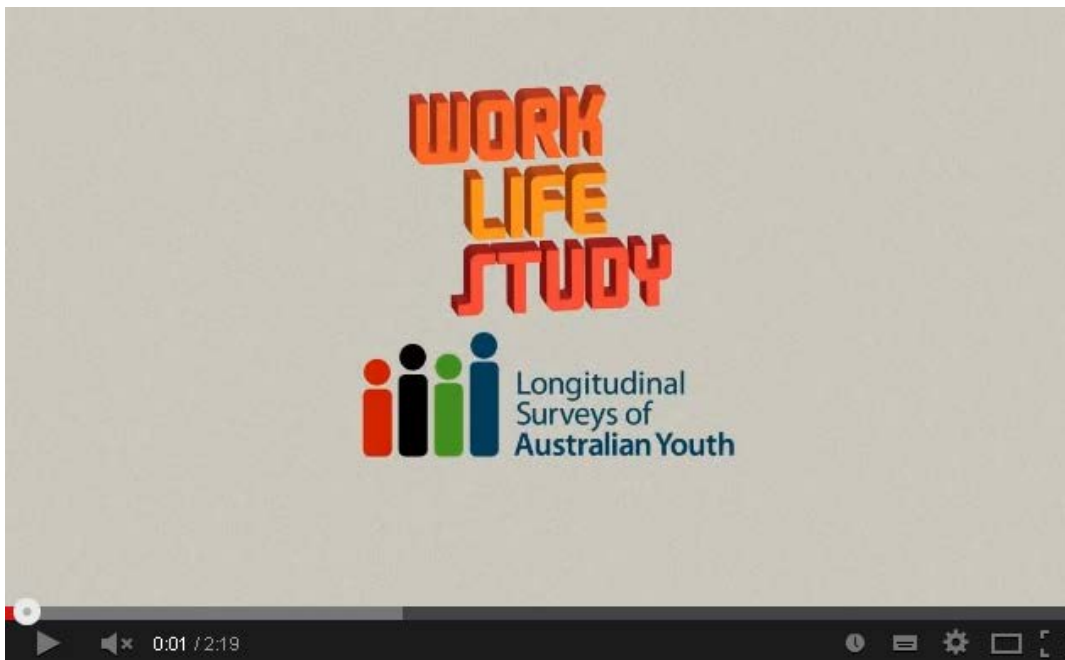 WORK
LIFE
STUDY
Longitudinal
Surveys of
Australian Youth
0:01 / 2:19